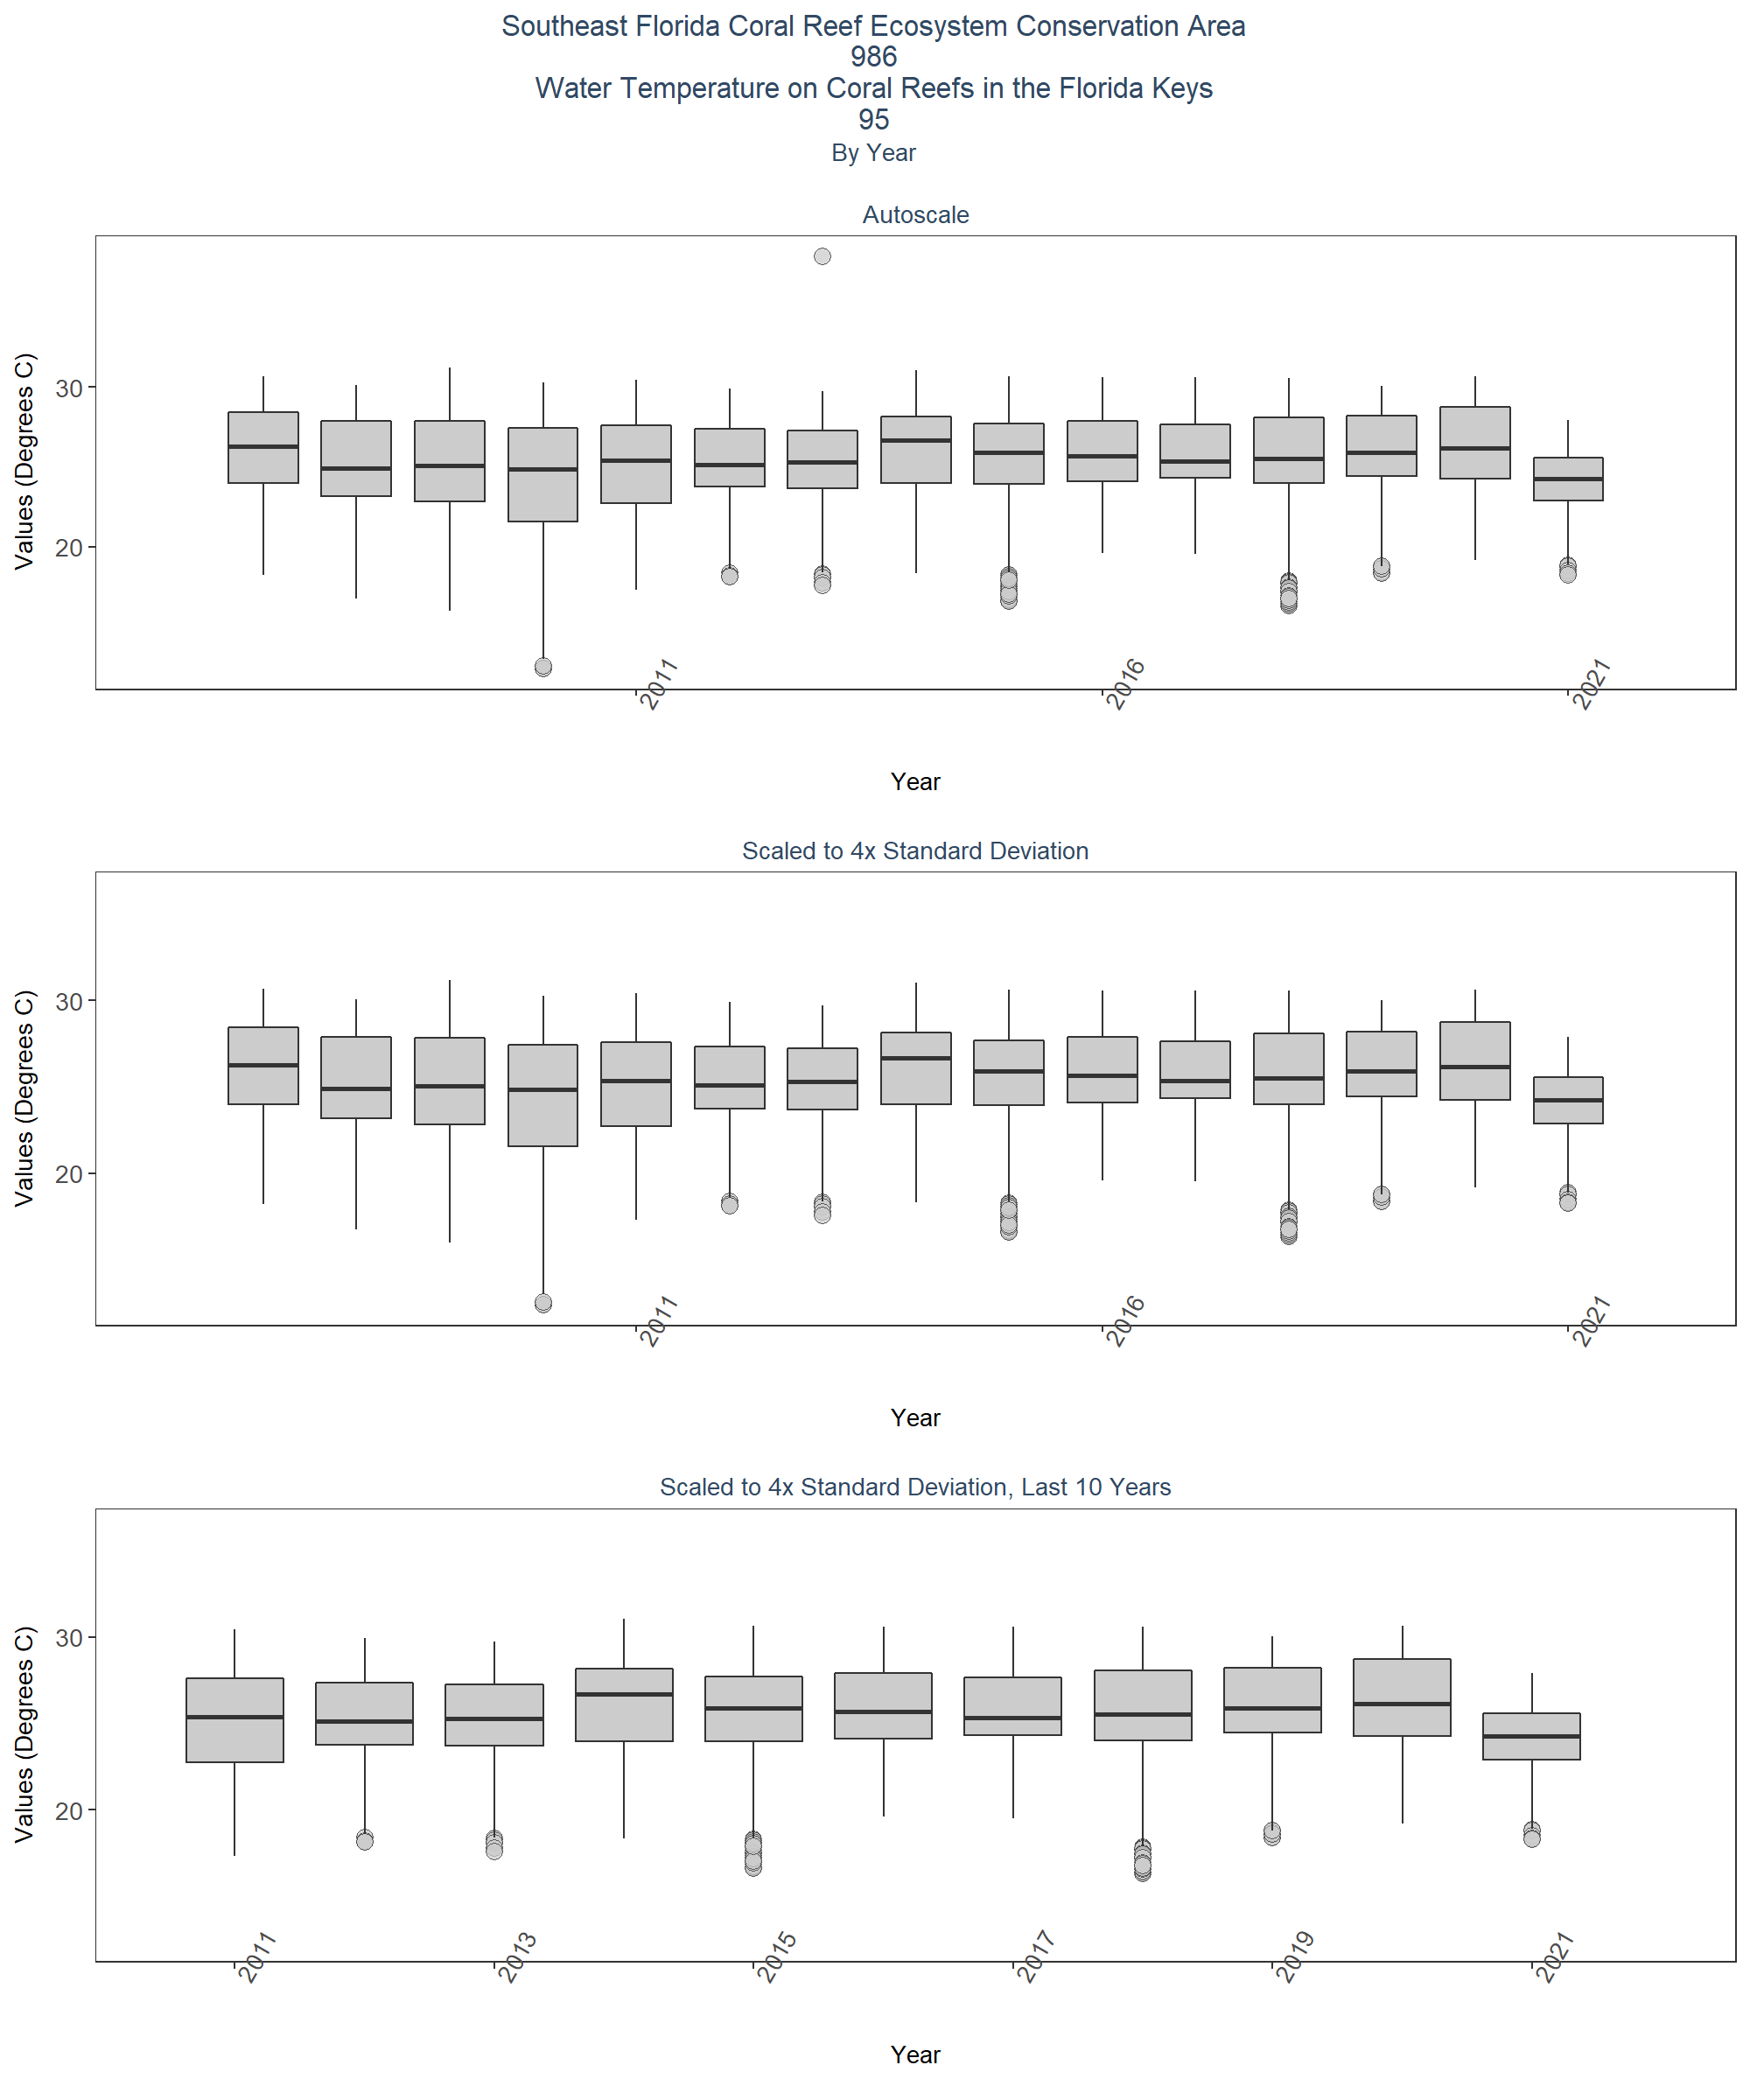 Southeast Florida Coral Reef Ecosystem Conservation Area
986
Water Temperature on Coral Reefs in the Florida Keys
95
By Year
Autoscale
Values (Degrees C)
30
20
2011
2016
2021
Year
Scaled to 4x Standard Deviation
Values (Degrees C)
30
20
2011
2016
2021
Year
Scaled to 4x Standard Deviation, Last 10 Years
Values (Degrees C)
30
20
2011
2013
2015
2017
2019
2021
Year